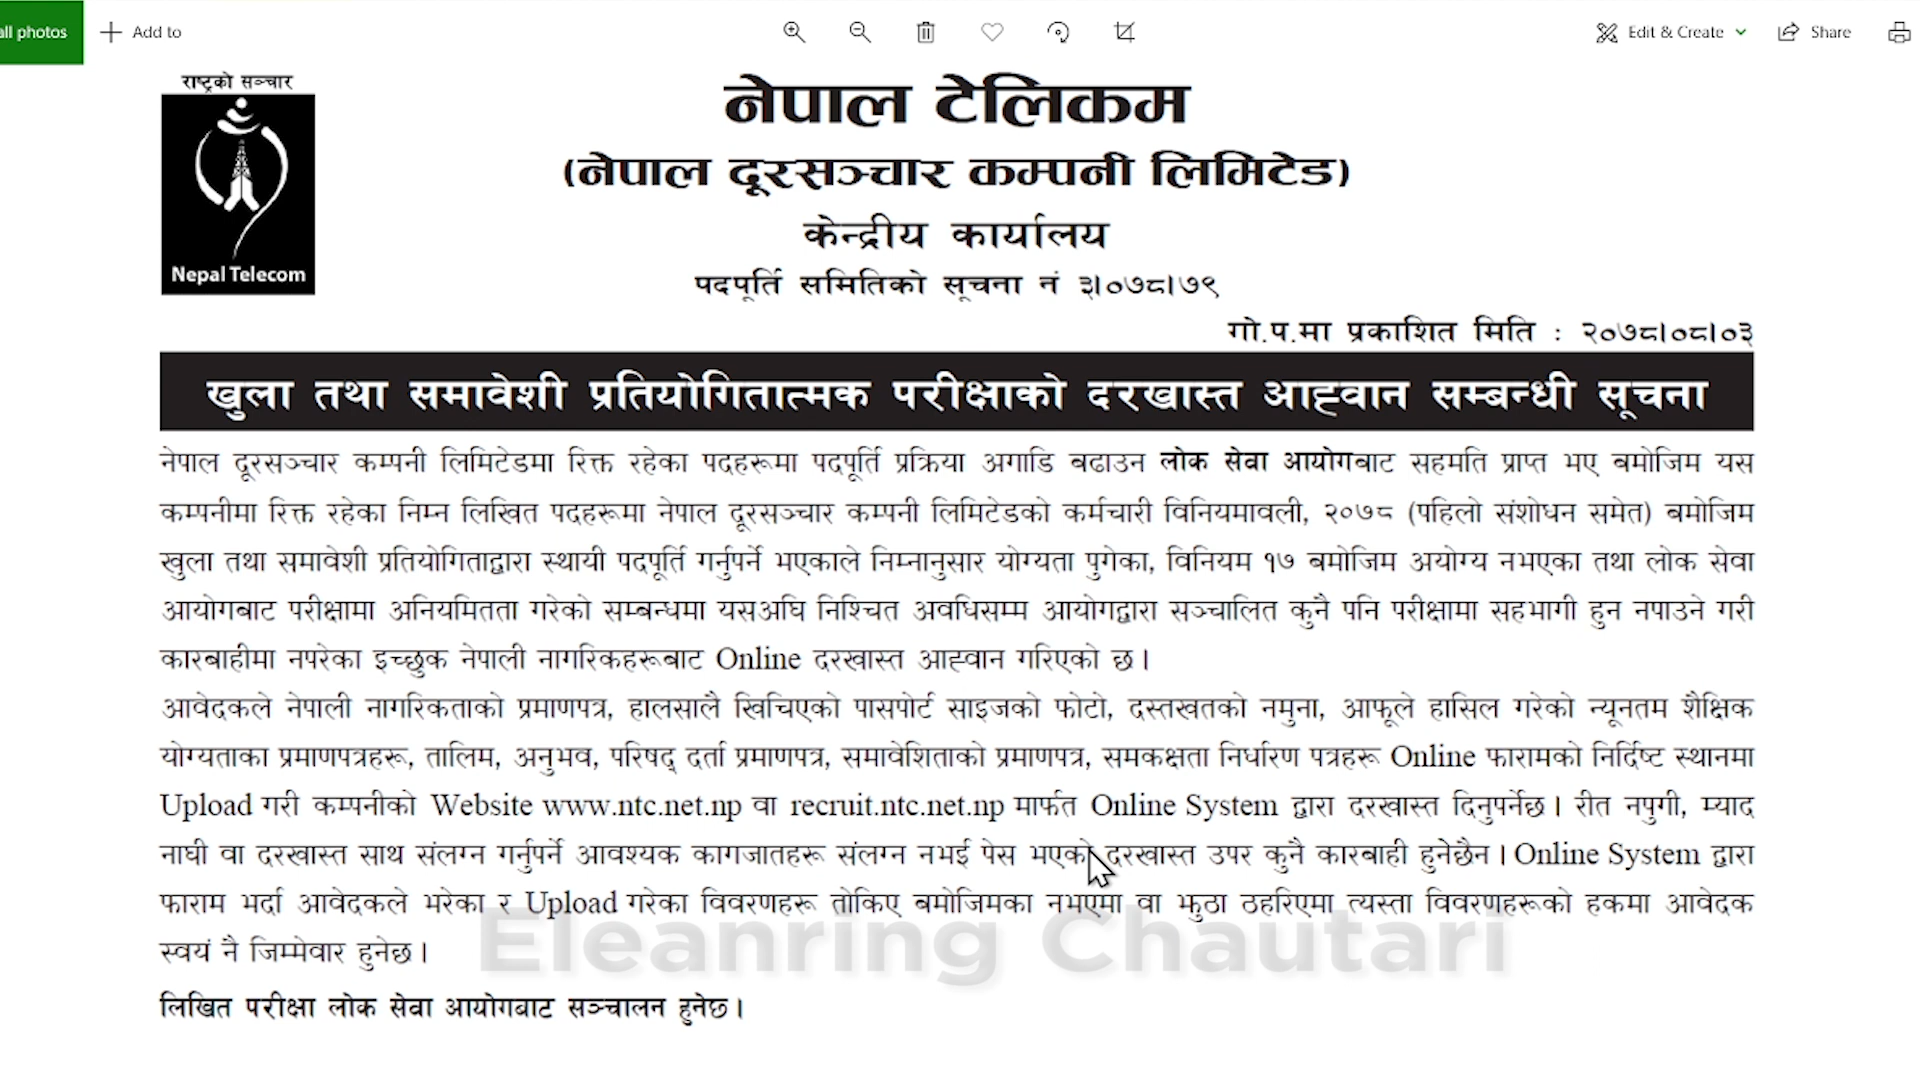 all photos
Add to
Edit & Create
Share
राष्ट्रको सञ्चार
Nepal Telecom
नेपाल टेलिकम
(नेपाल दूरसञ्चार कम्पनी लिमिटेड)
केन्द्रीय कार्यालय
पदपूर्ति समितिको सूचना नं ३।०७८।७९
गो.प.मा प्रकाशित मिति : २०७८।०८।०३
खुला तथा समावेशी प्रतियोगितात्मक परीक्षाको दरखास्त आह्वान सम्बन्धी सूचना
नेपाल दूरसञ्चार कम्पनी लिमिटेडमा रिक्त रहेका पदहरूमा पदपूर्ति प्रक्रिया अगाडि बढाउन लोक सेवा आयोगबाट सहमति प्राप्त भए बमोजिम यस
कम्पनीमा रिक्त रहेका निम्न लिखित पदहरूमा नेपाल दूरसञ्चार कम्पनी लिमिटेडको कर्मचारी विनियमावली, २०७८ (पहिलो संशोधन समेत) बमोजिम
खुला तथा समावेशी प्रतियोगिताद्वारा स्थायी पदपूर्ति गर्नुपर्ने भएकाले निम्नानुसार योग्यता पुगेका, विनियम १७ बमोजिम अयोग्य नभएका तथा लोक सेवा
आयोगबाट परीक्षामा अनियमितता गरेको सम्बन्धमा यसअघि निश्चित अवधिसम्म आयोगद्वारा सञ्चालित कुनै पनि परीक्षामा सहभागी हुन नपाउने गरी
कारबाहीमा नपरेका इच्छुक नेपाली नागरिकहरूबाट Online दरखास्त आह्वान गरिएको छ।
आवेदकले नेपाली नागरिकताको प्रमाणपत्र, हालसालै खिचिएको पासपोर्ट साइजको फोटो, दस्तखतको नमुना, आफूले हासिल गरेको न्यूनतम शैक्षिक
योग्यताका प्रमाणपत्रहरू, तालिम, अनुभव, परिषद् दर्ता प्रमाणपत्र, समावेशिताको प्रमाणपत्र, समकक्षता निर्धारण पत्रहरू Online फारामको निर्दिष्ट स्थानमा
Upload गरी कम्पनीको Website www.ntc.net.np वा recruit.ntc.net.np मार्फत Online System द्वारा दरखास्त दिनुपर्नेछ। रीत नपुगी, म्याद
नाघी वा दरखास्त साथ संलग्न गर्नुपर्ने आवश्यक कागजातहरू संलग्न नभई पेस भएको दरखास्त उपर कुनै कारबाही हुनेछैन। Online System द्वारा
फाराम भर्दा आवेदकले भरेका र Upload गरेका विवरणहरू तोकिए बमोजिमका नभएमा वा झुठा ठहरिएमा त्यस्ता विवरणहरूको हकमा आवेदक
स्वयं नै जिम्मेवार हुनेछ।
Eleanring Chautari
लिखित परीक्षा लोक सेवा आयोगबाट सञ्चालन हुनेछ।